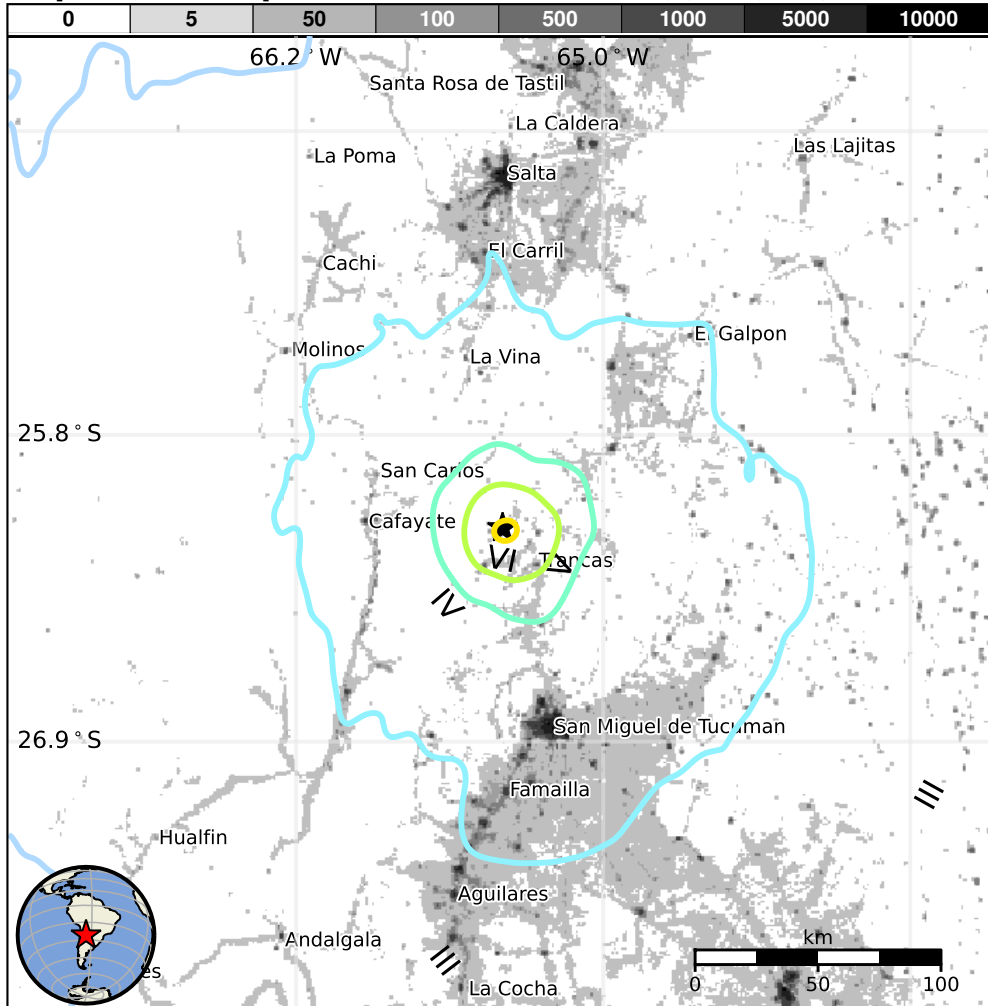 0 5 50 100 500 1000 5000 10000
66.2°W 65.0°W
Santa Rosa de Tastil
La Caldera
Las Lajitas
La Poma
Salta
El Carril
Cachi
El Galpon
Molinos
La Vina
25.8°S
San Carlos
Cafayate
VI
V
Trancas
IV
San Miguel de Tucuman
26.9°S
Famailla
III
Hualfin
Aguilares
Andalgala
km
III
es
La Cocha
0 50 100